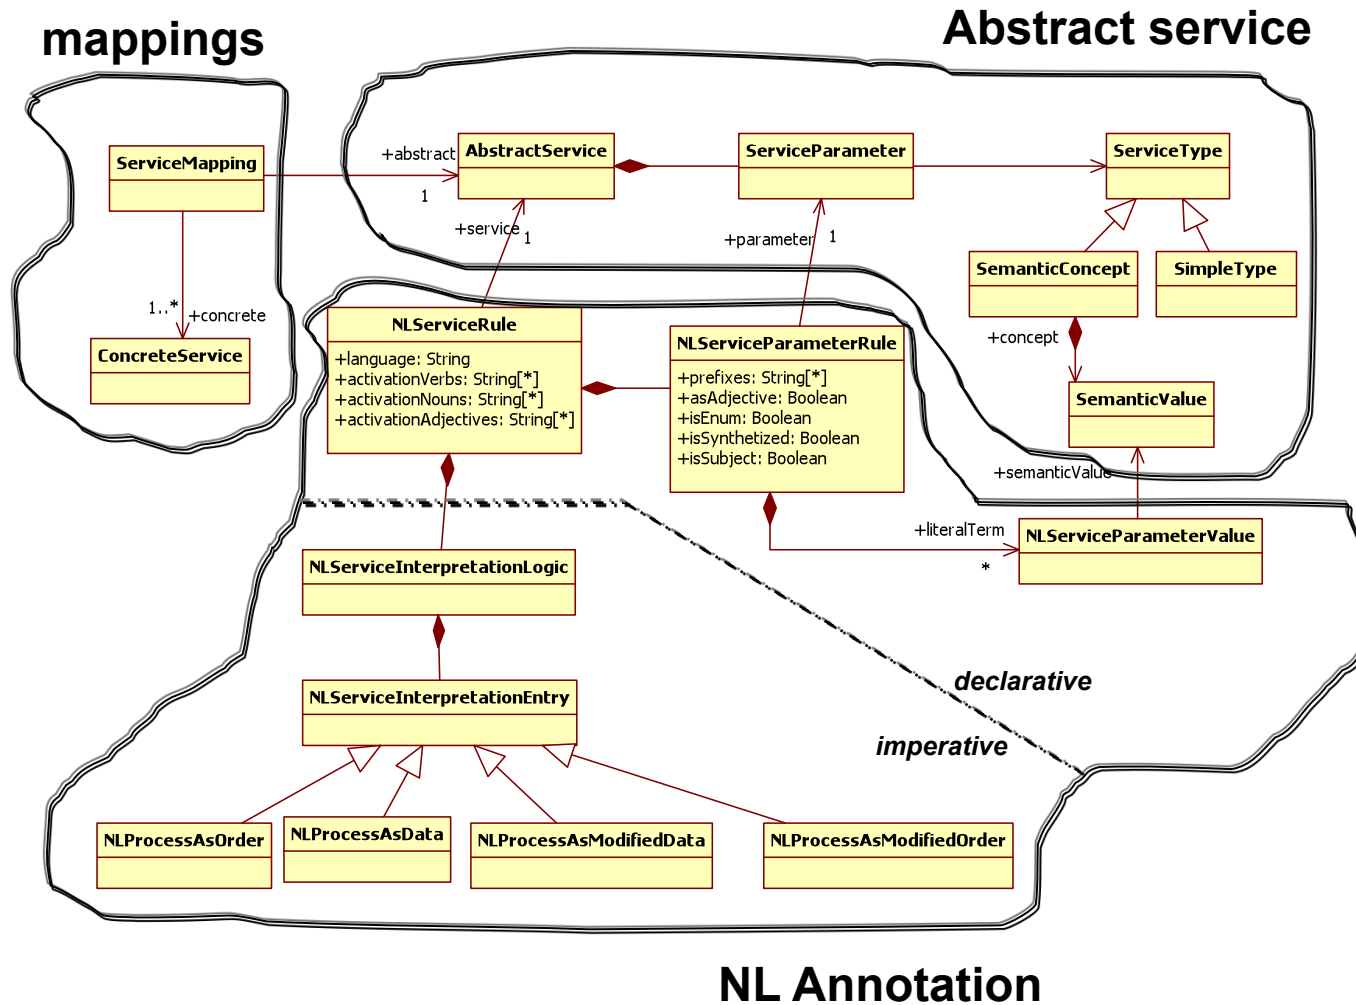 mappings
Abstract service
ServiceMapping
+abstract
1
AbstractService
ServiceParameter
ServiceType
+service
1
+parameter
1
SemanticConcept
SimpleType
1..*
+concrete
ConcreteService
+concept
SemanticValue
NLServiceRule
+language: String
+activationVerbs: String[*]
+activationNouns: String[*]
+activationAdjectives: String[*]
NLServiceParameterRule
+prefixes: String[*]
+asAdjective: Boolean
+isEnum: Boolean
+isSynthetized: Boolean
+isSubject: Boolean
+semanticValue
+literalTerm
*
NLServiceParameterValue
NLServiceInterpretationLogic
NLServiceInterpretationEntry
declarative
imperative
NLProcessAsOrder
NLProcessAsData
NLProcessAsModifiedData
NLProcessAsModifiedOrder
NL Annotation